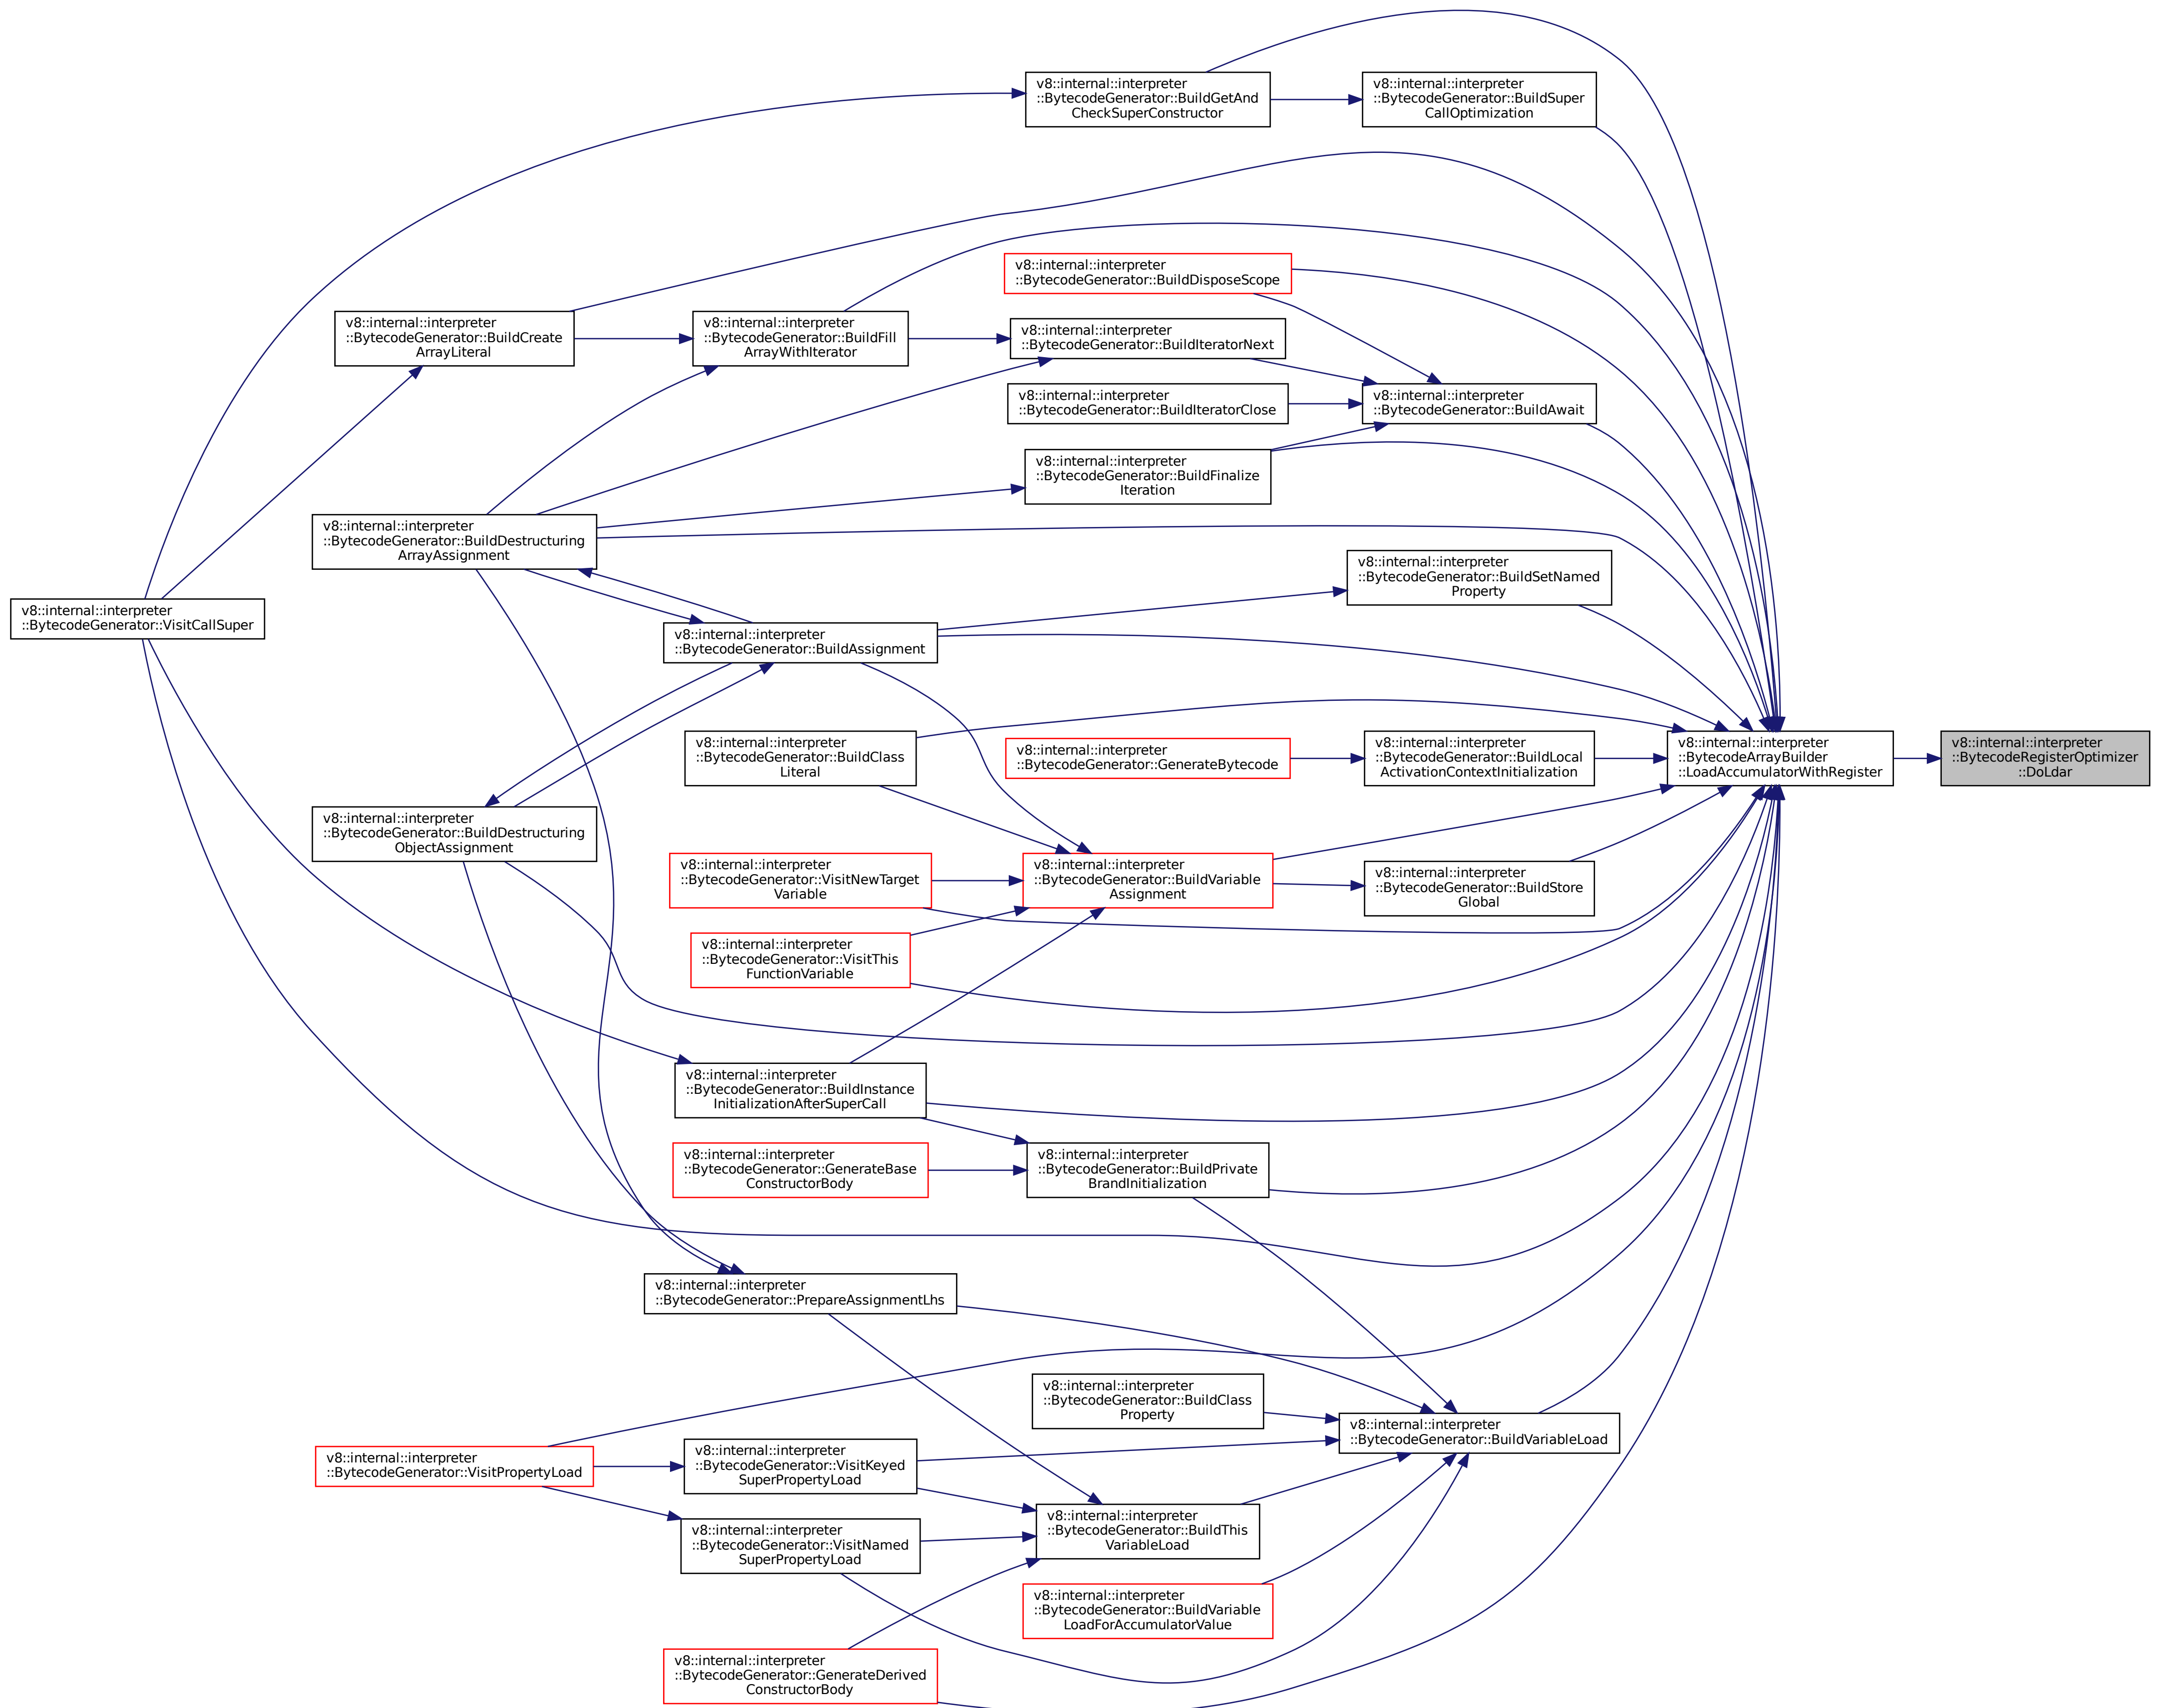 v8::internal::interpreter
::BytecodeGenerator::BuildGetAnd
CheckSuperConstructor
v8::internal::interpreter
::BytecodeGenerator::BuildSuper
CallOptimization
v8::internal::interpreter
::BytecodeGenerator::BuildDisposeScope
v8::internal::interpreter
::BytecodeGenerator::BuildCreate
ArrayLiteral
v8::internal::interpreter
::BytecodeGenerator::BuildFill
ArrayWithIterator
v8::internal::interpreter
::BytecodeGenerator::BuildIteratorNext
v8::internal::interpreter
::BytecodeGenerator::BuildIteratorClose
v8::internal::interpreter
::BytecodeGenerator::BuildAwait
v8::internal::interpreter
::BytecodeGenerator::BuildFinalize
Iteration
v8::internal::interpreter
::BytecodeGenerator::BuildDestructuring
ArrayAssignment
v8::internal::interpreter
::BytecodeGenerator::BuildSetNamed
Property
v8::internal::interpreter
::BytecodeGenerator::VisitCallSuper
v8::internal::interpreter
::BytecodeGenerator::BuildAssignment
v8::internal::interpreter
::BytecodeGenerator::BuildClass
Literal
v8::internal::interpreter
::BytecodeGenerator::GenerateBytecode
v8::internal::interpreter
::BytecodeGenerator::BuildLocal
ActivationContextInitialization
v8::internal::interpreter
::BytecodeArrayBuilder
::LoadAccumulatorWithRegister
v8::internal::interpreter
::BytecodeRegisterOptimizer
::DoLdar
v8::internal::interpreter
::BytecodeGenerator::BuildDestructuring
ObjectAssignment
v8::internal::interpreter
::BytecodeGenerator::VisitNewTarget
Variable
v8::internal::interpreter
::BytecodeGenerator::BuildVariable
Assignment
v8::internal::interpreter
::BytecodeGenerator::BuildStore
Global
v8::internal::interpreter
::BytecodeGenerator::VisitThis
FunctionVariable
v8::internal::interpreter
::BytecodeGenerator::BuildInstance
InitializationAfterSuperCall
v8::internal::interpreter
::BytecodeGenerator::GenerateBase
ConstructorBody
v8::internal::interpreter
::BytecodeGenerator::BuildPrivate
BrandInitialization
v8::internal::interpreter
::BytecodeGenerator::PrepareAssignmentLhs
v8::internal::interpreter
::BytecodeGenerator::BuildClass
Property
v8::internal::interpreter
::BytecodeGenerator::BuildVariableLoad
v8::internal::interpreter
::BytecodeGenerator::VisitPropertyLoad
v8::internal::interpreter
::BytecodeGenerator::VisitKeyed
SuperPropertyLoad
v8::internal::interpreter
::BytecodeGenerator::VisitNamed
SuperPropertyLoad
v8::internal::interpreter
::BytecodeGenerator::BuildThis
VariableLoad
v8::internal::interpreter
::BytecodeGenerator::BuildVariable
LoadForAccumulatorValue
v8::internal::interpreter
::BytecodeGenerator::GenerateDerived
ConstructorBody